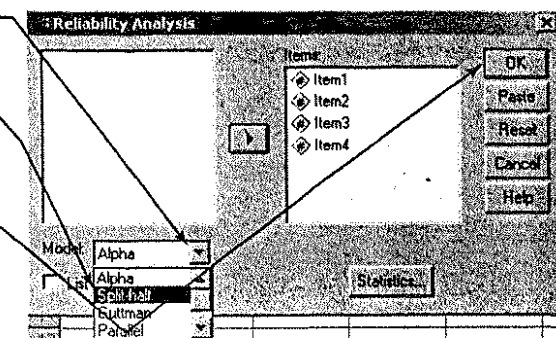 Reliability Analysis
Items:
OK
Item1
Item2
Paste
Item3
Reset
Item4
Cancel
Help
Model:
Alpha
List
Alpha
Split-half
Guttman
Parallel
Statistics...